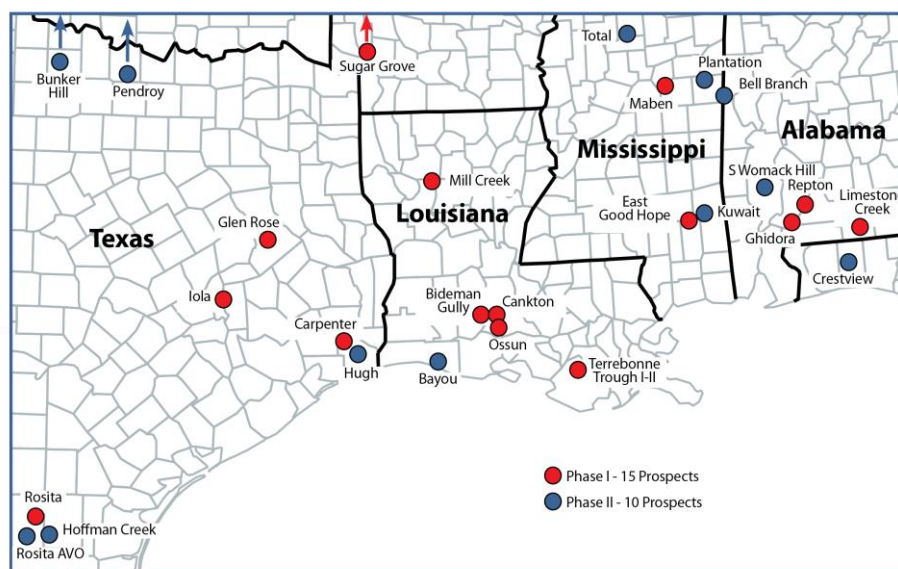 Bunker
Hill
Pendroy
Sugar Grove
Total
Plantation
Maben
Bell Branch
Alabama
Mississippi
Mill Creek
S Womack Hill
Repton
Limestone
Creek
Louisiana
East
Good Hope
Kuwait
Ghidora
Glen Rose
Texas
Crestview
Iola
Bideman
Gully
Cankton
Ossun
Carpenter
Hugh
Bayou
Terrebonne
Trough I-II
Phase I - 15 Prospects
Phase II - 10 Prospects
Rosita
Hoffman Creek
Rosita AVO